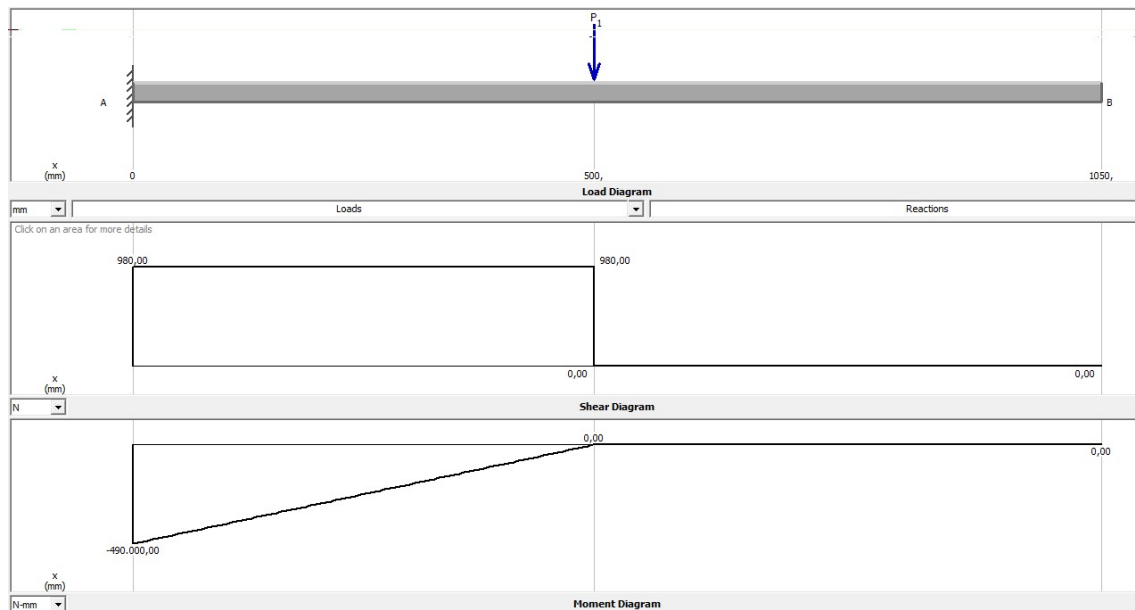 P1
A
B
x
(mm)
0
500,
1050,
Load Diagram
mm
Loads
Reactions
Click on an area for more details
980,00
980,00
0,00
0,00
x
(mm)
N
Shear Diagram
0,00
0,00
-490.000,00
x
(mm)
N-mm
Moment Diagram